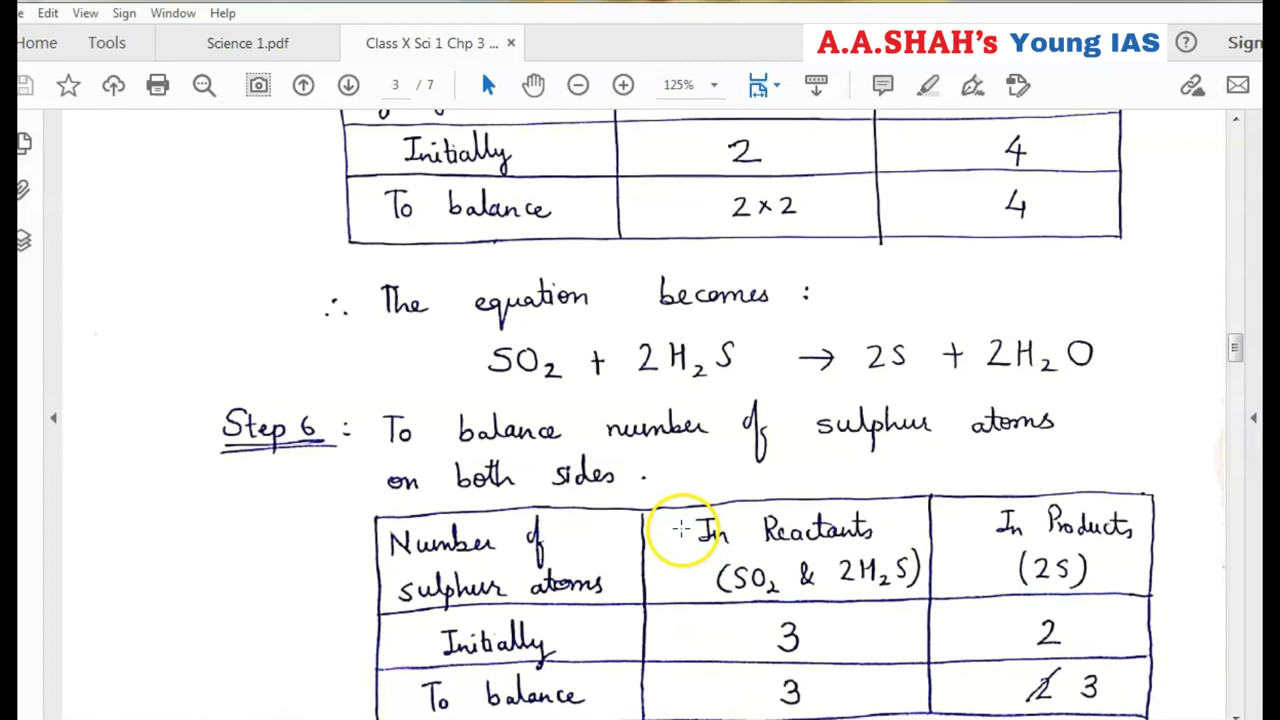 Edit View Sign Window Help
Home Tools Science 1.pdf Class X Sci 1 Chp 3 ... ×
A.A.SHAH's Young IAS
Sign
3 / 7 125%
Initially 2 4
To balance 2 × 2 4
∴ The equation becomes :
SO₂ + 2H₂S → 2S + 2H₂O
Step 6 : To balance number of sulphur atoms
on both sides .
Number of In Reactants In Products
sulphur atoms (SO₂ & 2H₂S) (2S)
Initially 3 2
To balance 3 2 3